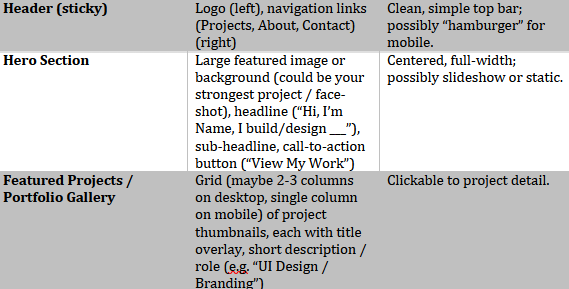 Header (sticky)
Logo (left), navigation links
(Projects, About, Contact)
(right)
Clean, simple top bar;
possibly “hamburger” for
mobile.
Hero Section
Large featured image or
background (could be your
strongest project / face-
shot), headline (“Hi, I’m
Name, I build/design __”),
sub-headline, call-to-action
button (“View My Work”)
Centered, full-width;
possibly slideshow or static.
Featured Projects /
Portfolio Gallery
Grid (maybe 2-3 columns
on desktop, single column
on mobile) of project
thumbnails, each with title
overlay, short description /
role (e.g. “UI Design /
Branding”)
Clickable to project detail.